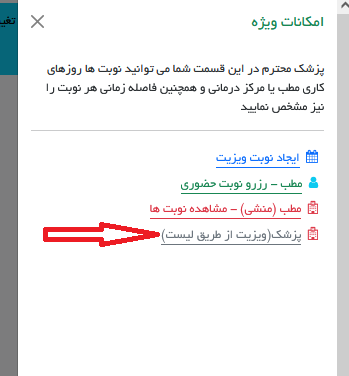 امکانات ویژه
تغی
پزشک محترم در این قسمت شما می توانید نوبت ها روزهای
کاری مطب یا مرکز درمانی و همچنین فاصله زمانی هر نوبت را
نیز مشخص نمایید
ایجاد نوبت ویزیت
مطب - رزرو نوبت حضوری
مطب (منشی) - مشاهده نوبت ها
پزشک(ویزیت از طریق لیست)